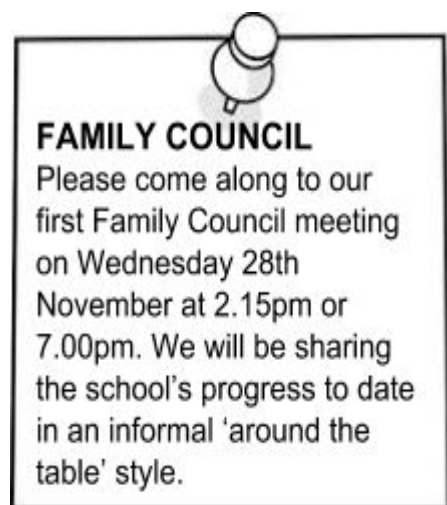 FAMILY COUNCIL
Please come along to our
first Family Council meeting
on Wednesday 28th
November at 2.15pm or
7.00pm. We will be sharing
the school's progress to date
in an informal ‘around the
table’ style.